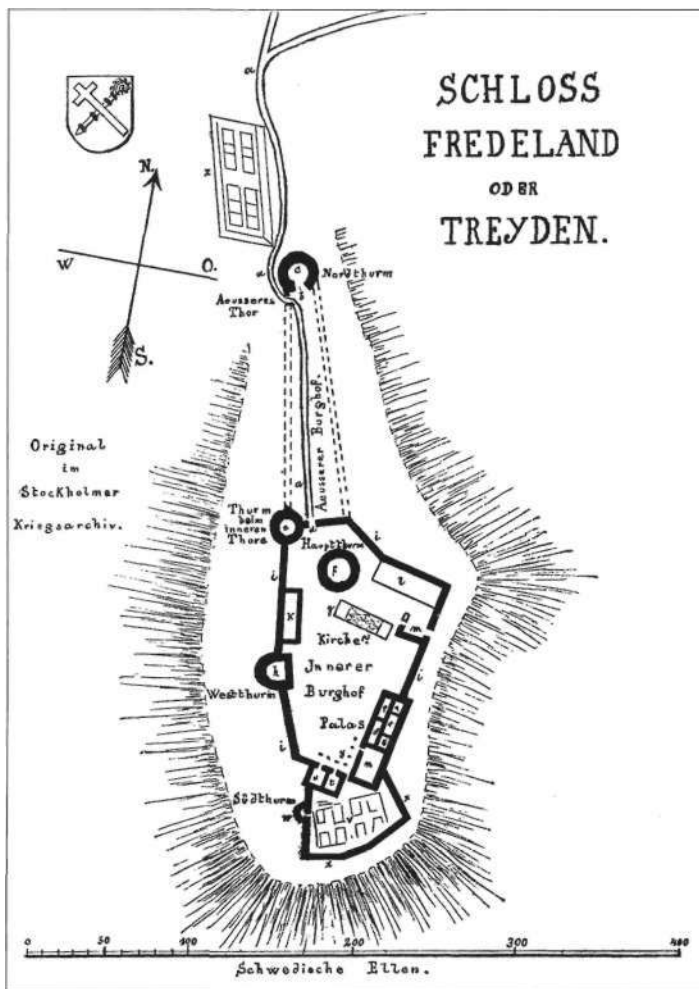 SCHLOSS
FREDELAND
ODER
TREYDEN.
N.
W
O.
S.
a
z
a
c
b
Nordthurm
Aeusseres
Thor
Aeusserer Burghof.
a
Original
im
Stockholmer
Kriegsarchiv.
Thurm
beim
inneren
Thore
e
d
Hauptthurm
f
i
i
l
K
g
m
Kirche
h
Innerer
Burghof
Westthurm
i
Palas
i
m
Südthurm
w
x
x
0 50 100 200 300 400
Schwedische Ellen.